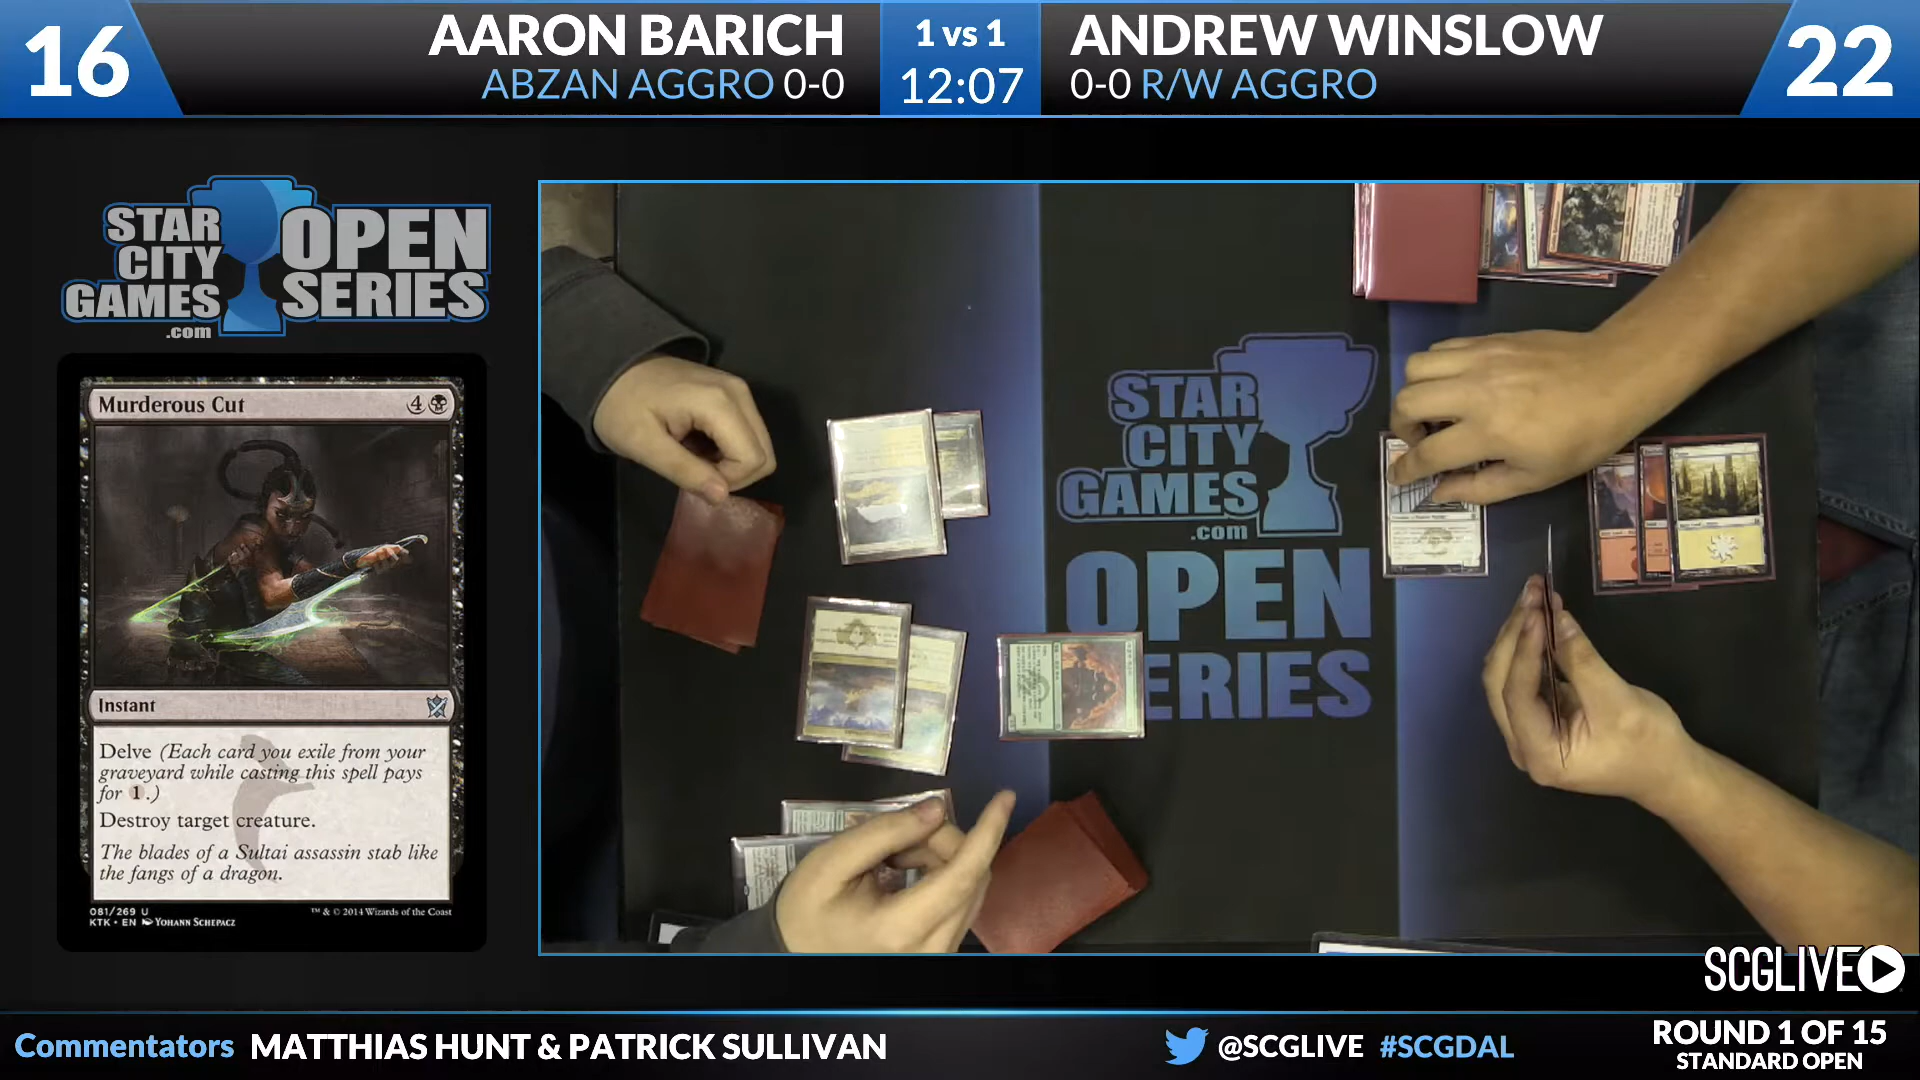 16
AARON BARICH
ABZAN AGGRO 0-0
1 vs 1
12:07
ANDREW WINSLOW
0-0 R/W AGGRO
22
STAR CITY GAMES .com
OPEN SERIES
Murderous Cut 4
Instant
Delve (Each card you exile from your
graveyard while casting this spell pays
for 1.)
Destroy target creature.
The blades of a Sultai assassin stab like
the fangs of a dragon.
081/269 U
KTK • EN YOHANN SCHEPACZ
™ & © 2014 Wizards of the Coast
STAR
CITY
GAMES
.com
OPEN
SERIES
SCGLIVE
Commentators MATTHIAS HUNT & PATRICK SULLIVAN
@SCGLIVE #SCGDAL
ROUND 1 OF 15
STANDARD OPEN